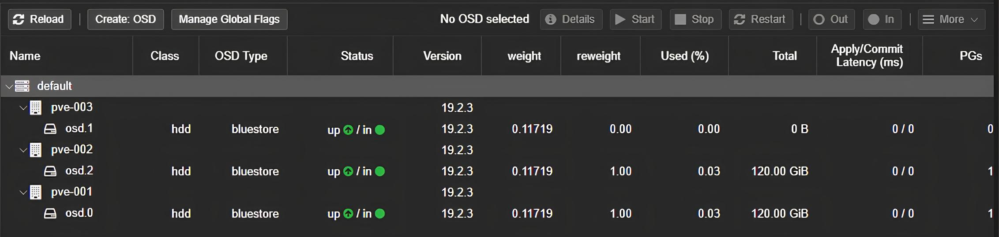 Reload Create: OSD Manage Global Flags No OSD selected Details Start Stop Restart Out In More
Name Class OSD Type Status Version weight reweight Used (%) Total Apply/Commit Latency (ms) PGs
default
pve-003 19.2.3
osd.1 hdd bluestore up / in 19.2.3 0.11719 0.00 0.00 0 B 0 / 0 0
pve-002 19.2.3
osd.2 hdd bluestore up / in 19.2.3 0.11719 1.00 0.03 120.00 GiB 0 / 0 1
pve-001 19.2.3
osd.0 hdd bluestore up / in 19.2.3 0.11719 1.00 0.03 120.00 GiB 0 / 0 1